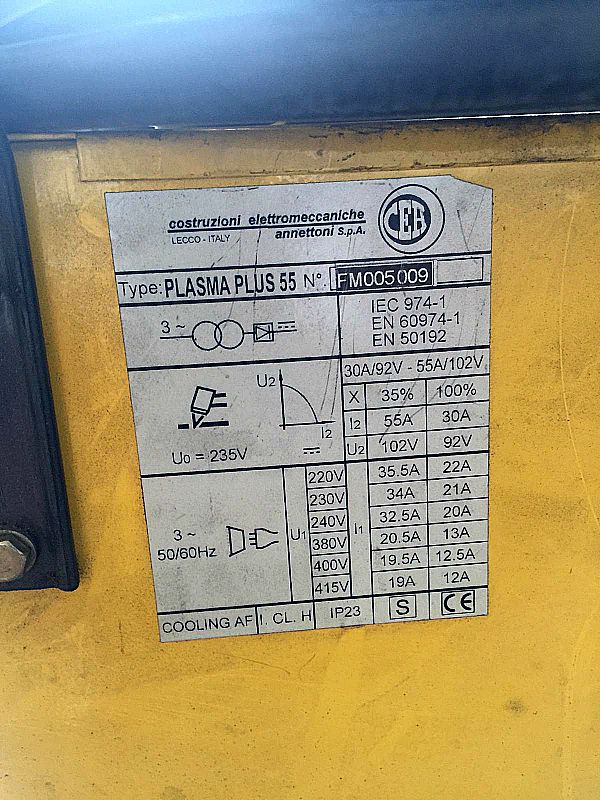 costruzioni elettromeccaniche
LECCO - ITALY annettoni S.p.A.
CER
Type: PLASMA PLUS 55 N°. FM005009
3 ~
IEC 974-1
EN 60974-1
EN 50192
30A/92V - 55A/102V
U2
I2
U0 = 235V
X 35% 100%
I2 55A 30A
U2 102V 92V
3 ~
50/60Hz
U1
I1
220V 35.5A 22A
230V 34A 21A
240V 32.5A 20A
380V 20.5A 13A
400V 19.5A 12.5A
415V 19A 12A
COOLING AF I. CL. H IP23 S CE